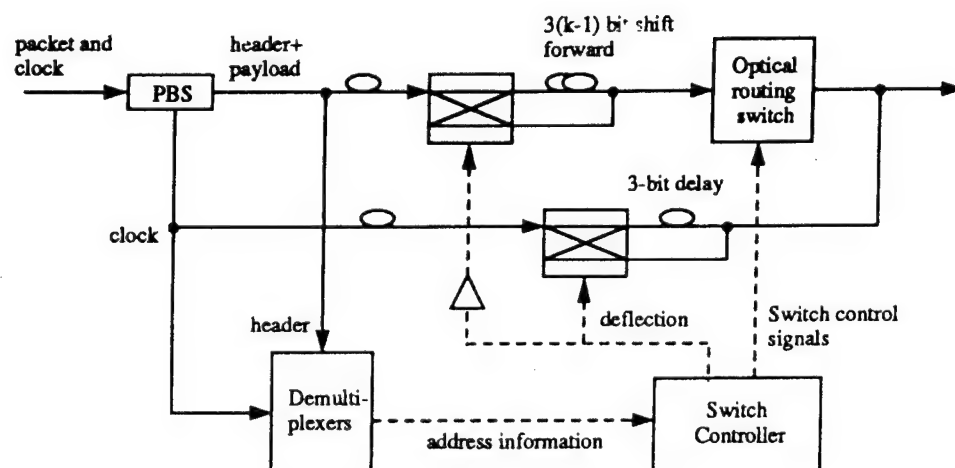 packet and
clock
PBS
header+
payload
3(k-1) bit shift
forward
Optical
routing
switch
3-bit delay
clock
header
deflection
Switch control
signals
Demulti-
plexers
address information
Switch
Controller